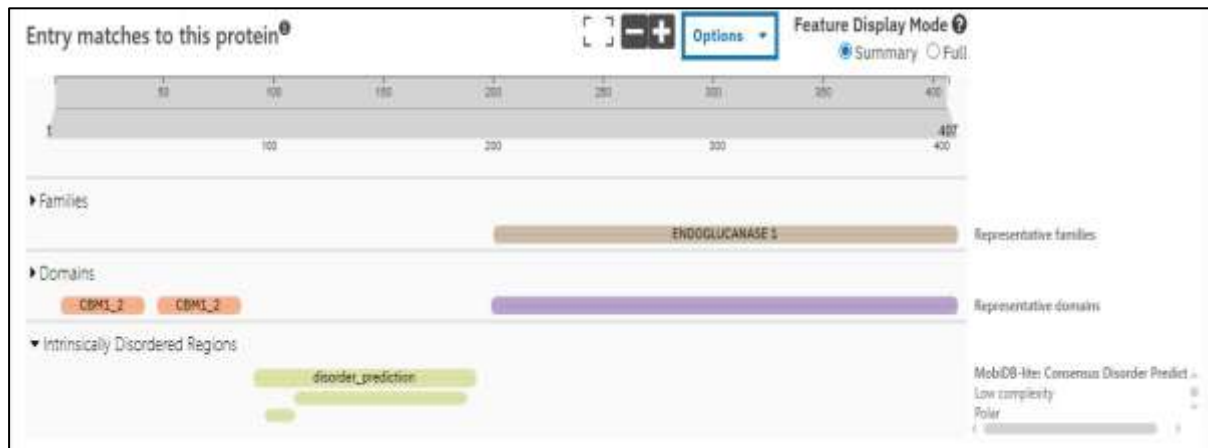 Entry matches to this protein
Options
Feature Display Mode
Summary Full
50 100 150 200 250 300 350 400
1 407
100 200 300 400
Families
ENDOGLUCANASE 1 Representative families
Domains
CBM1_2 CBM1_2 Representative domains
Intrinsically Disordered Regions
disorder_prediction MobiDB-lite: Consensus Disorder Predict
Low complexity
Polar